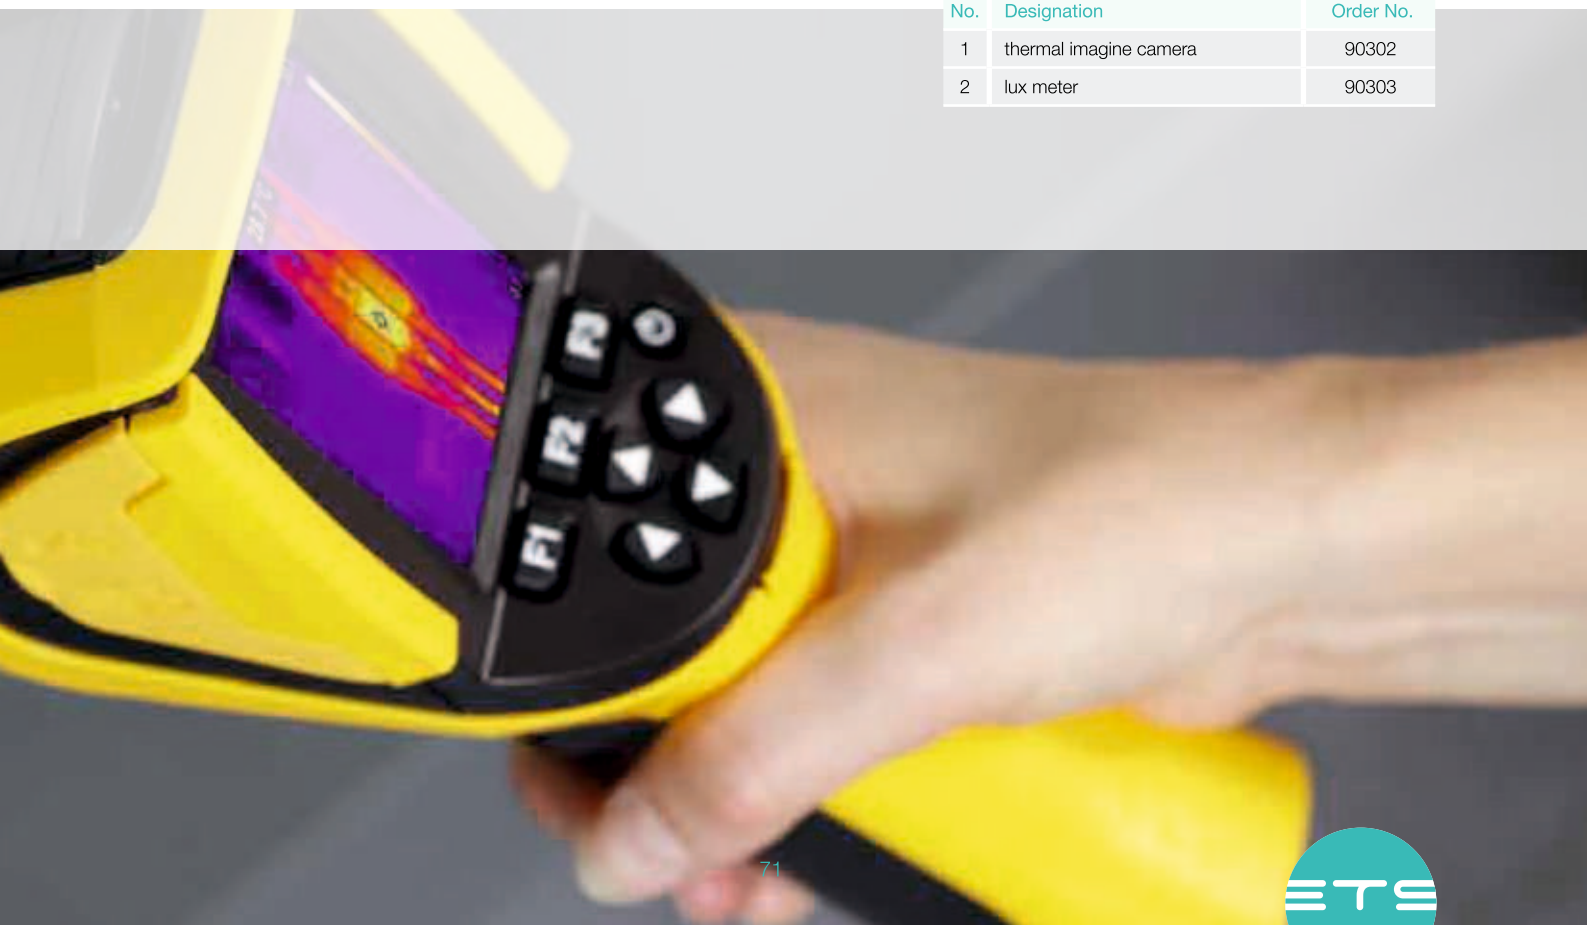 No. Designation Order No.
1 thermal imagine camera 90302
2 lux meter 90303
F3
F2
F1
71
ETS